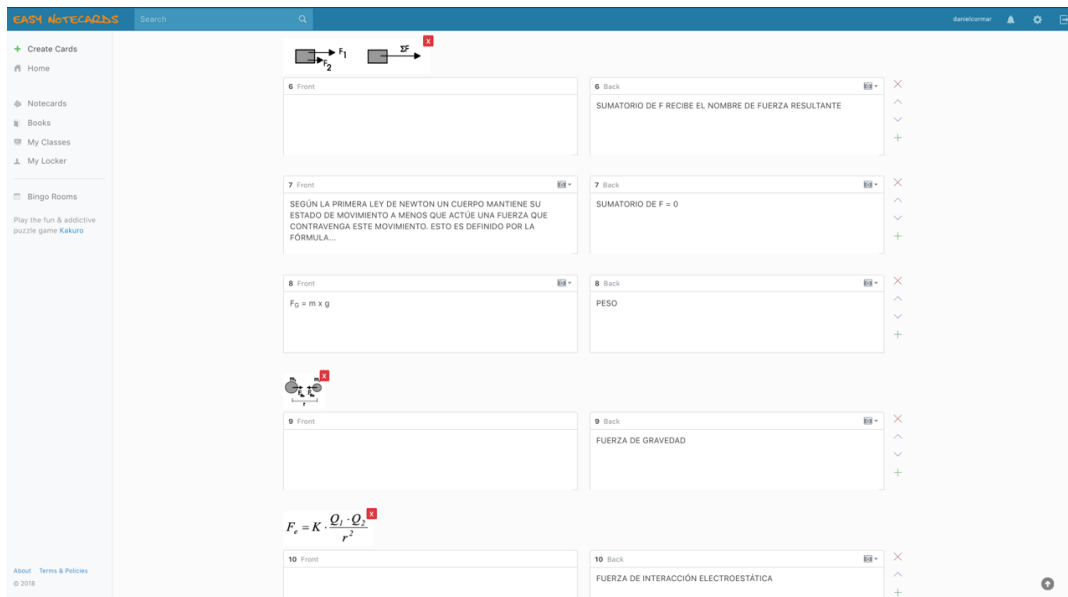 EASY NOTECARDS
Search
danielcormar
+ Create Cards
Home
Notecards
Books
My Classes
My Locker
Bingo Rooms
Play the fun & addictive
puzzle game Kakuro
About Terms & Policies
© 2018
F1
F2
ΣF
x
6 Front
6 Back
SUMATORIO DE F RECIBE EL NOMBRE DE FUERZA RESULTANTE
7 Front
SEGÚN LA PRIMERA LEY DE NEWTON UN CUERPO MANTIENE SU
ESTADO DE MOVIMIENTO A MENOS QUE ACTÚE UNA FUERZA QUE
CONTRAVENGA ESTE MOVIMIENTO. ESTO ES DEFINIDO POR LA
FÓRMULA...
7 Back
SUMATORIO DE F = 0
8 Front
F_G = m x g
8 Back
PESO
x
r
9 Front
9 Back
FUERZA DE GRAVEDAD
F_e = K · Q_1 · Q_2 / r^2
x
10 Front
10 Back
FUERZA DE INTERACCIÓN ELECTROESTÁTICA